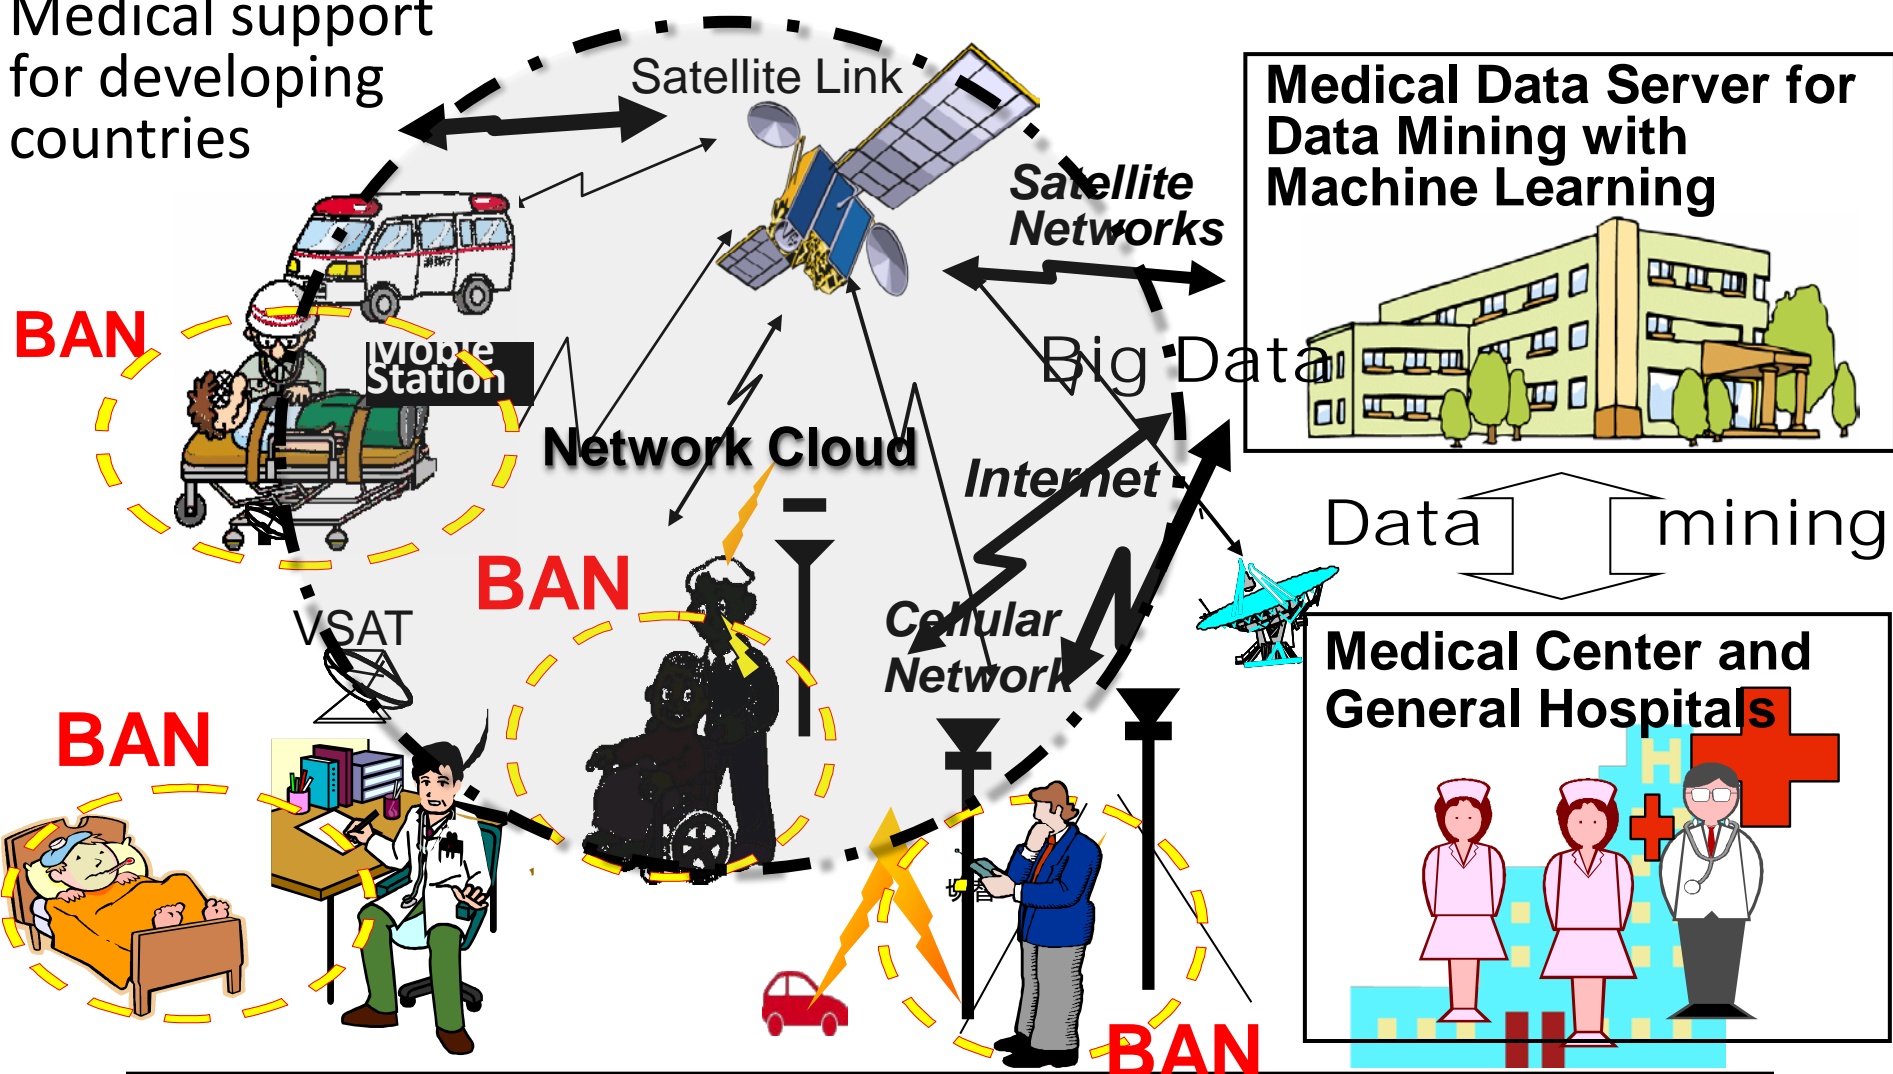 Medical support
for developing
countries
Satellite Link
Medical Data Server for
Data Mining with
Machine Learning
Satellite
Networks
BAN
Moble
Station
Big Data
Network Cloud
Internet
Data mining
BAN
VSAT
Cellular
Network
Medical Center and
General Hospitals
BAN
H
BAN